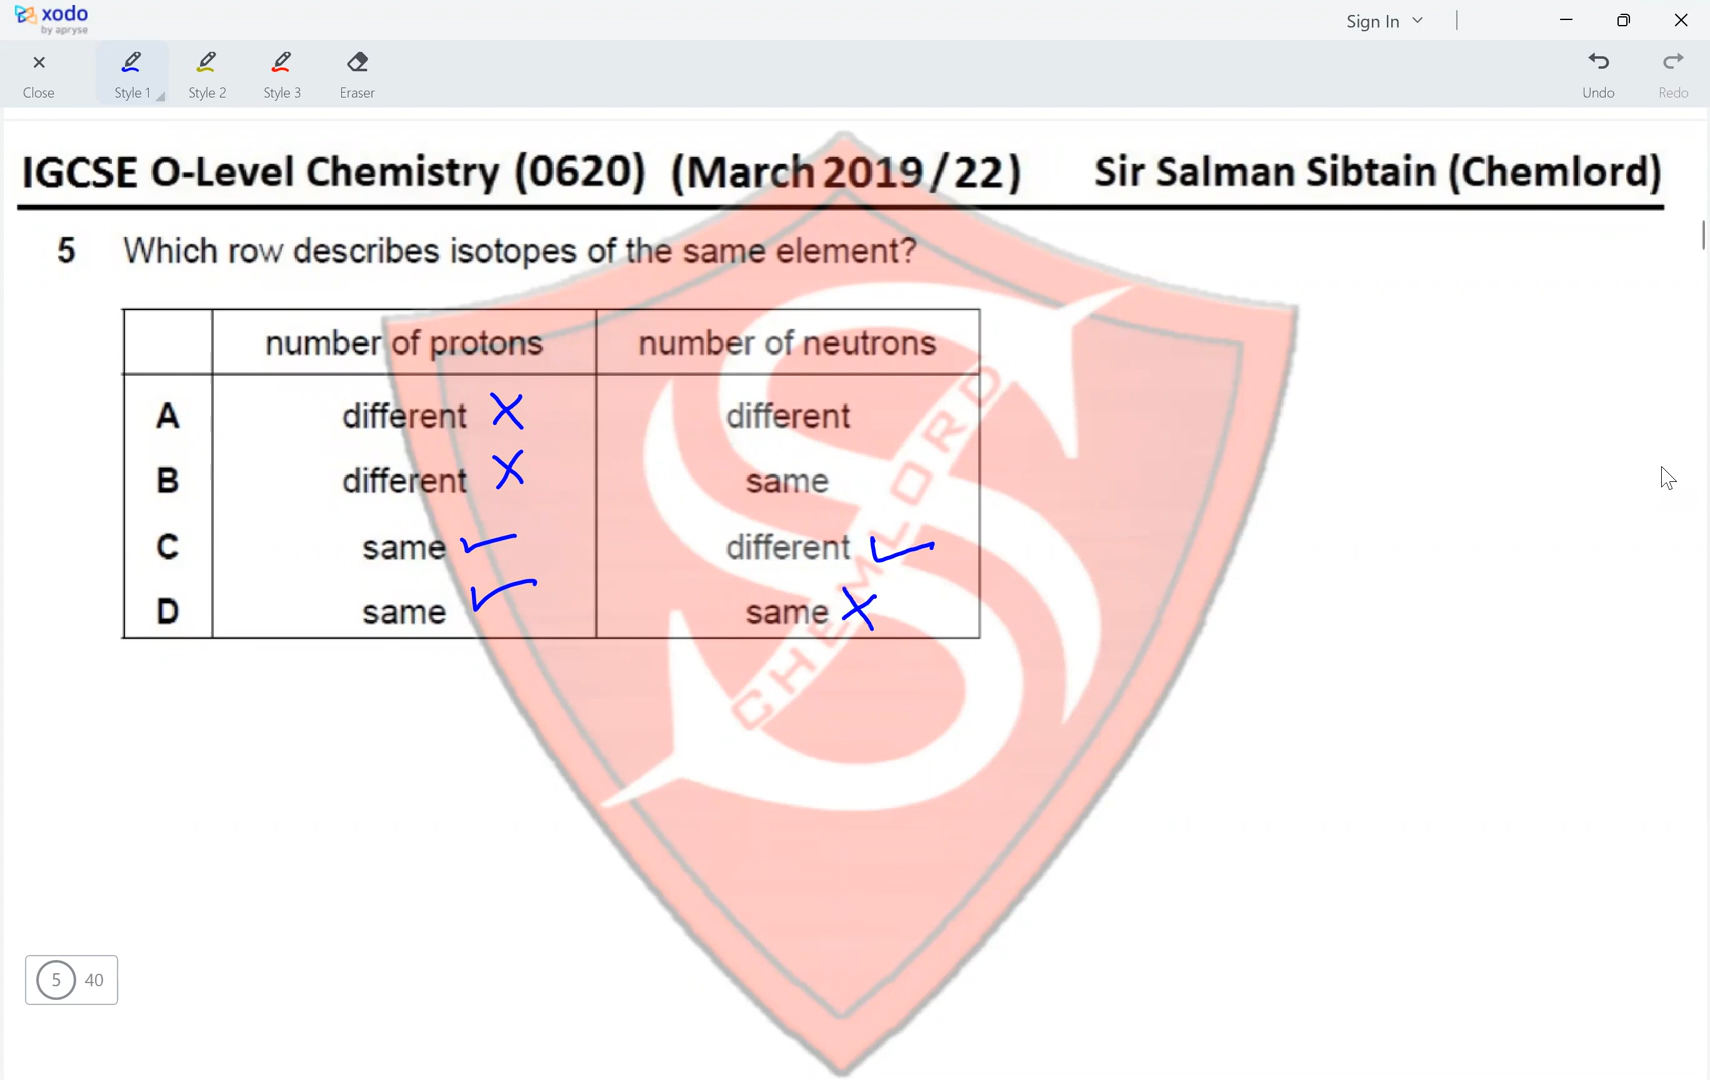 xodo
by apryse
Sign In
Close
Style 1
Style 2
Style 3
Eraser
Undo
Redo
IGCSE O-Level Chemistry (0620) (March 2019/22) Sir Salman Sibtain (Chemlord)
5 Which row describes isotopes of the same element?
number of protons number of neutrons
A different different
B different same
C same different
D same same
CHEMLORD
5 40